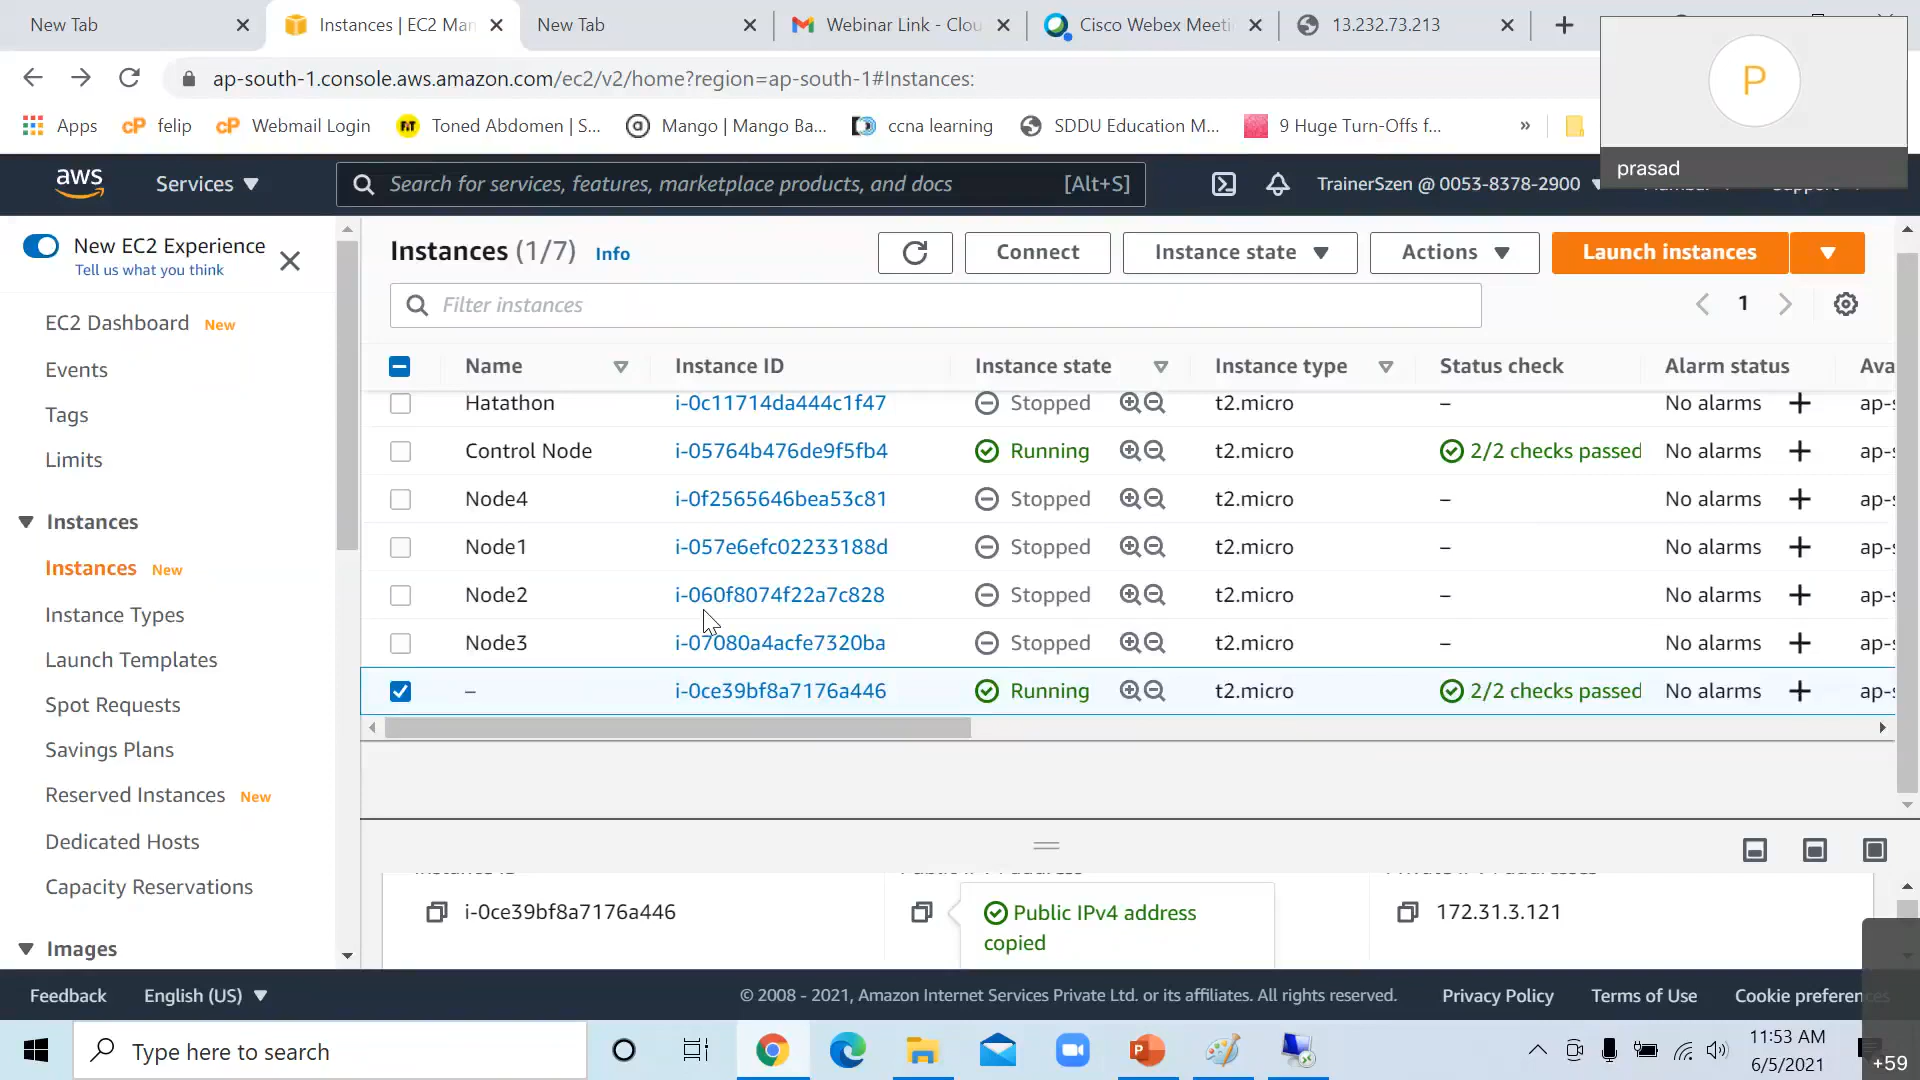 New Tab
Instances | EC2 Man
New Tab
Webinar Link - Clou
Cisco Webex Meeti
13.232.73.213
ap-south-1.console.aws.amazon.com/ec2/v2/home?region=ap-south-1#Instances:
Apps
felip
Webmail Login
Toned Abdomen | S...
Mango | Mango Ba...
ccna learning
SDDU Education M...
9 Huge Turn-Offs f...
»
P
prasad
aws
Services
Search for services, features, marketplace products, and docs [Alt+S]
TrainerSzen @ 0053-8378-2900
New EC2 Experience
Tell us what you think
EC2 Dashboard New
Events
Tags
Limits
Instances
Instances New
Instance Types
Launch Templates
Spot Requests
Savings Plans
Reserved Instances New
Dedicated Hosts
Capacity Reservations
Images
Instances (1/7) Info
Connect
Instance state
Actions
Launch instances
Filter instances
1
Name Instance ID Instance state Instance type Status check Alarm status Ava
Hatathon i-0c11714da444c1f47 Stopped t2.micro – No alarms + ap-s
Control Node i-05764b476de9f5fb4 Running t2.micro 2/2 checks passed No alarms + ap-s
Node4 i-0f2565646bea53c81 Stopped t2.micro – No alarms + ap-s
Node1 i-057e6efc02233188d Stopped t2.micro – No alarms + ap-s
Node2 i-060f8074f22a7c828 Stopped t2.micro – No alarms + ap-s
Node3 i-07080a4acfe7320ba Stopped t2.micro – No alarms + ap-s
– i-0ce39bf8a7176a446 Running t2.micro 2/2 checks passed No alarms + ap-s
i-0ce39bf8a7176a446
Public IPv4 address
copied
172.31.3.121
Feedback
English (US)
© 2008 - 2021, Amazon Internet Services Private Ltd. or its affiliates. All rights reserved.
Privacy Policy
Terms of Use
Cookie preferences
Type here to search
11:53 AM
6/5/2021
+59